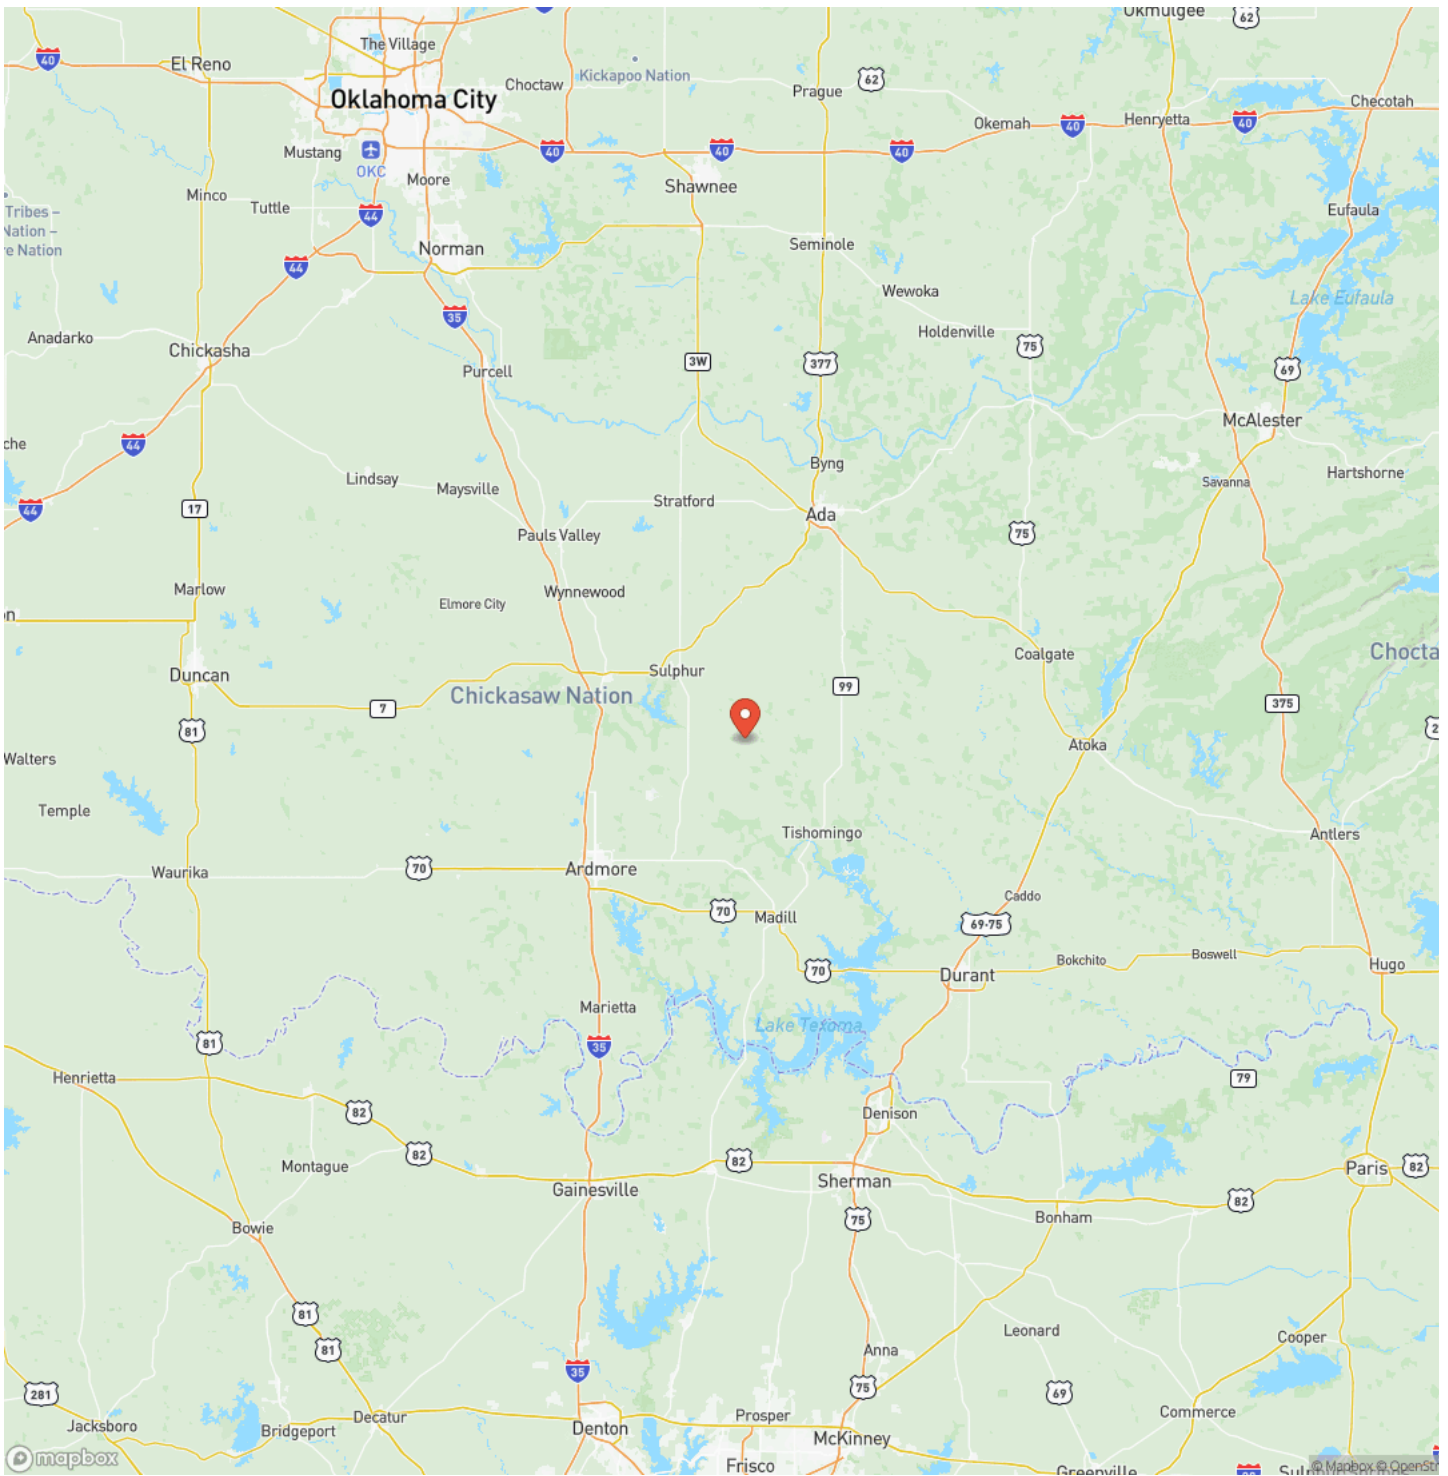 Okmulgee
62
The Village
40
El Reno
Kickapoo Nation
Choctaw
62
Prague
Oklahoma City
Checotah
Okemah
40
Henryetta
40
Mustang
OKC
40
40
40
Moore
Shawnee
Minco
Tuttle
44
Tribes –
Nation –
re Nation
Eufaula
Norman
Seminole
44
Wewoka
Lake Eufaula
35
Holdenville
Anadarko
75
Chickasha
3W
377
Purcell
69
McAlester
che
44
Byng
Lindsay
Maysville
Hartshorne
Savanna
Stratford
44
17
Ada
Pauls Valley
75
Marlow
Wynnewood
Elmore City
on
Coalgate
Chocta
Duncan
Sulphur
Chickasaw Nation
99
7
375
81
2
Atoka
Walters
Temple
Tishomingo
Antlers
Waurika
70
Ardmore
Caddo
70
Madill
69-75
Boswell
Bokchito
Hugo
70
Durant
Marietta
Lake Texoma
81
35
Henrietta
79
82
Denison
82
82
Montague
Paris
82
Sherman
Gainesville
82
75
Bonham
Bowie
81
Leonard
Cooper
81
Anna
35
75
69
281
Commerce
Jacksboro
Decatur
Prosper
Bridgeport
Denton
McKinney
mapbox
Frisco
Greenville
© Mapbox © OpenStr